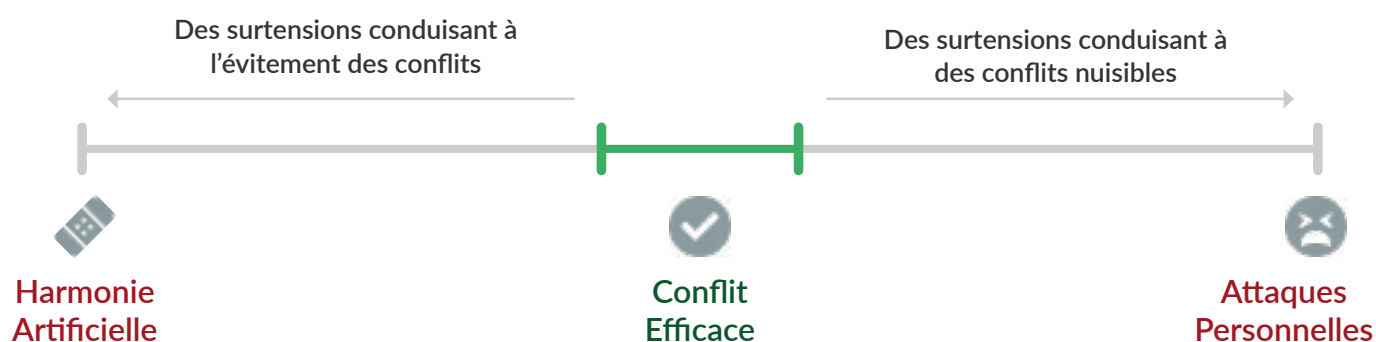 Des surtensions conduisant à
l’évitement des conflits
Des surtensions conduisant à
des conflits nuisibles
Harmonie
Artificielle
Conflit
Efficace
Attaques
Personnelles